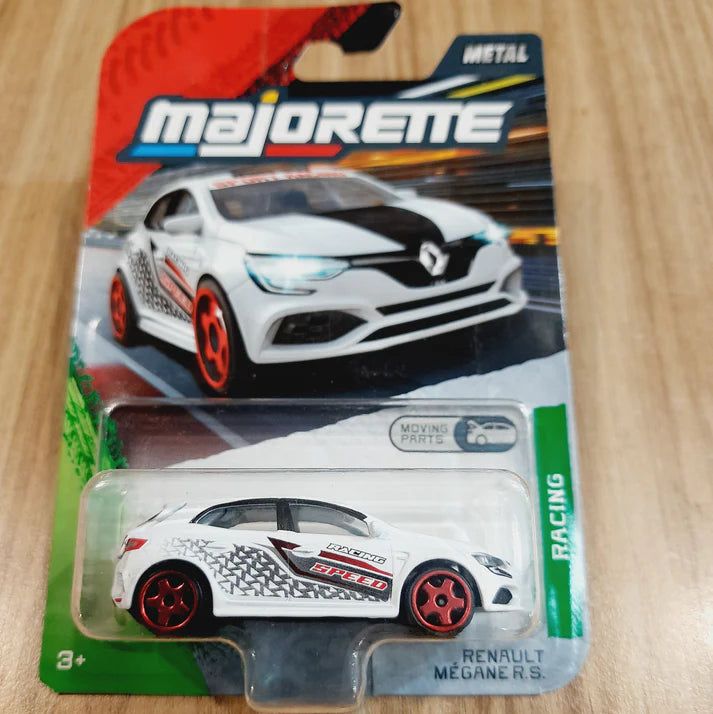 METAL
majoRETTE
MOVING
PARTS
RACING
RACING
SPEED
3+
RENAULT
MÉGANE R.S.